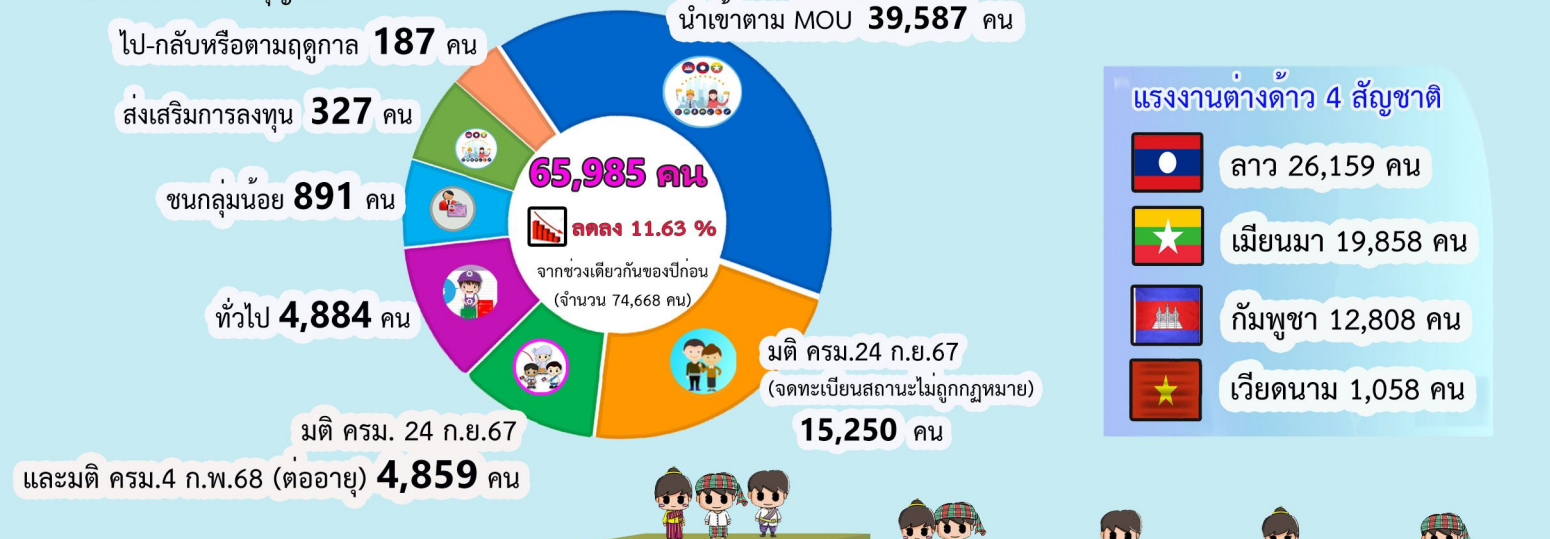 นำเข้าตาม MOU 39,587 คน
ไป-กลับหรือตามฤดูกาล 187 คน
ส่งเสริมการลงทุน 327 คน
ชนกลุ่มน้อย 891 คน
ทั่วไป 4,884 คน
มติ ครม. 24 ก.ย.67
และมติ ครม.4 ก.พ.68 (ต่ออายุ) 4,859 คน
65,985 คน
ลดลง 11.63 %
จากช่วงเดียวกันของปีก่อน
(จำนวน 74,668 คน)
มติ ครม.24 ก.ย.67
(จดทะเบียนสถานะไม่ถูกกฎหมาย)
15,250 คน
แรงงานต่างด้าว 4 สัญชาติ
ลาว 26,159 คน
เมียนมา 19,858 คน
กัมพูชา 12,808 คน
เวียดนาม 1,058 คน